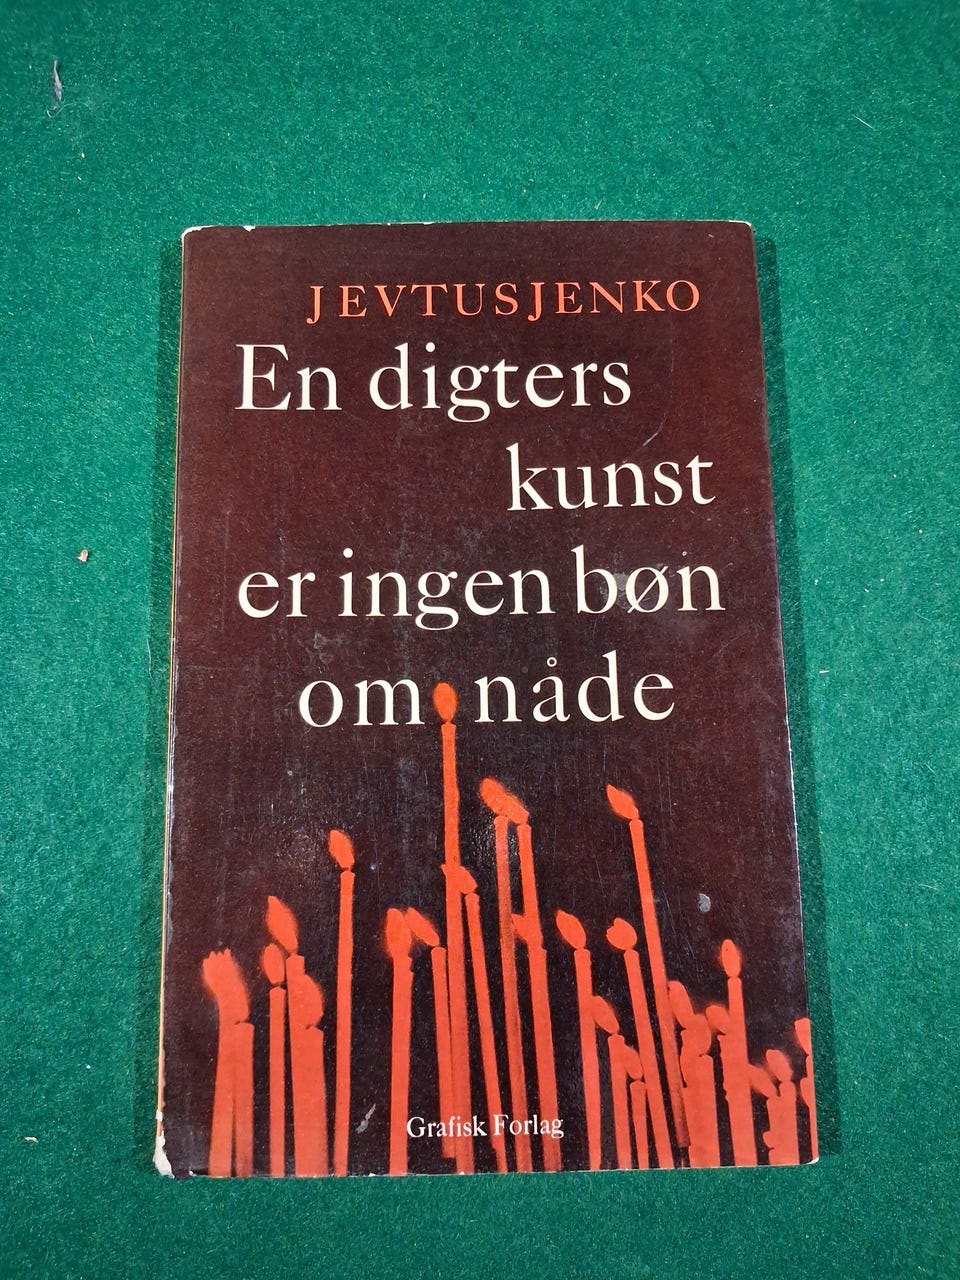 JEVTUSJENKO
En digters
kunst
er ingen bøn
om nåde
Grafisk Forlag